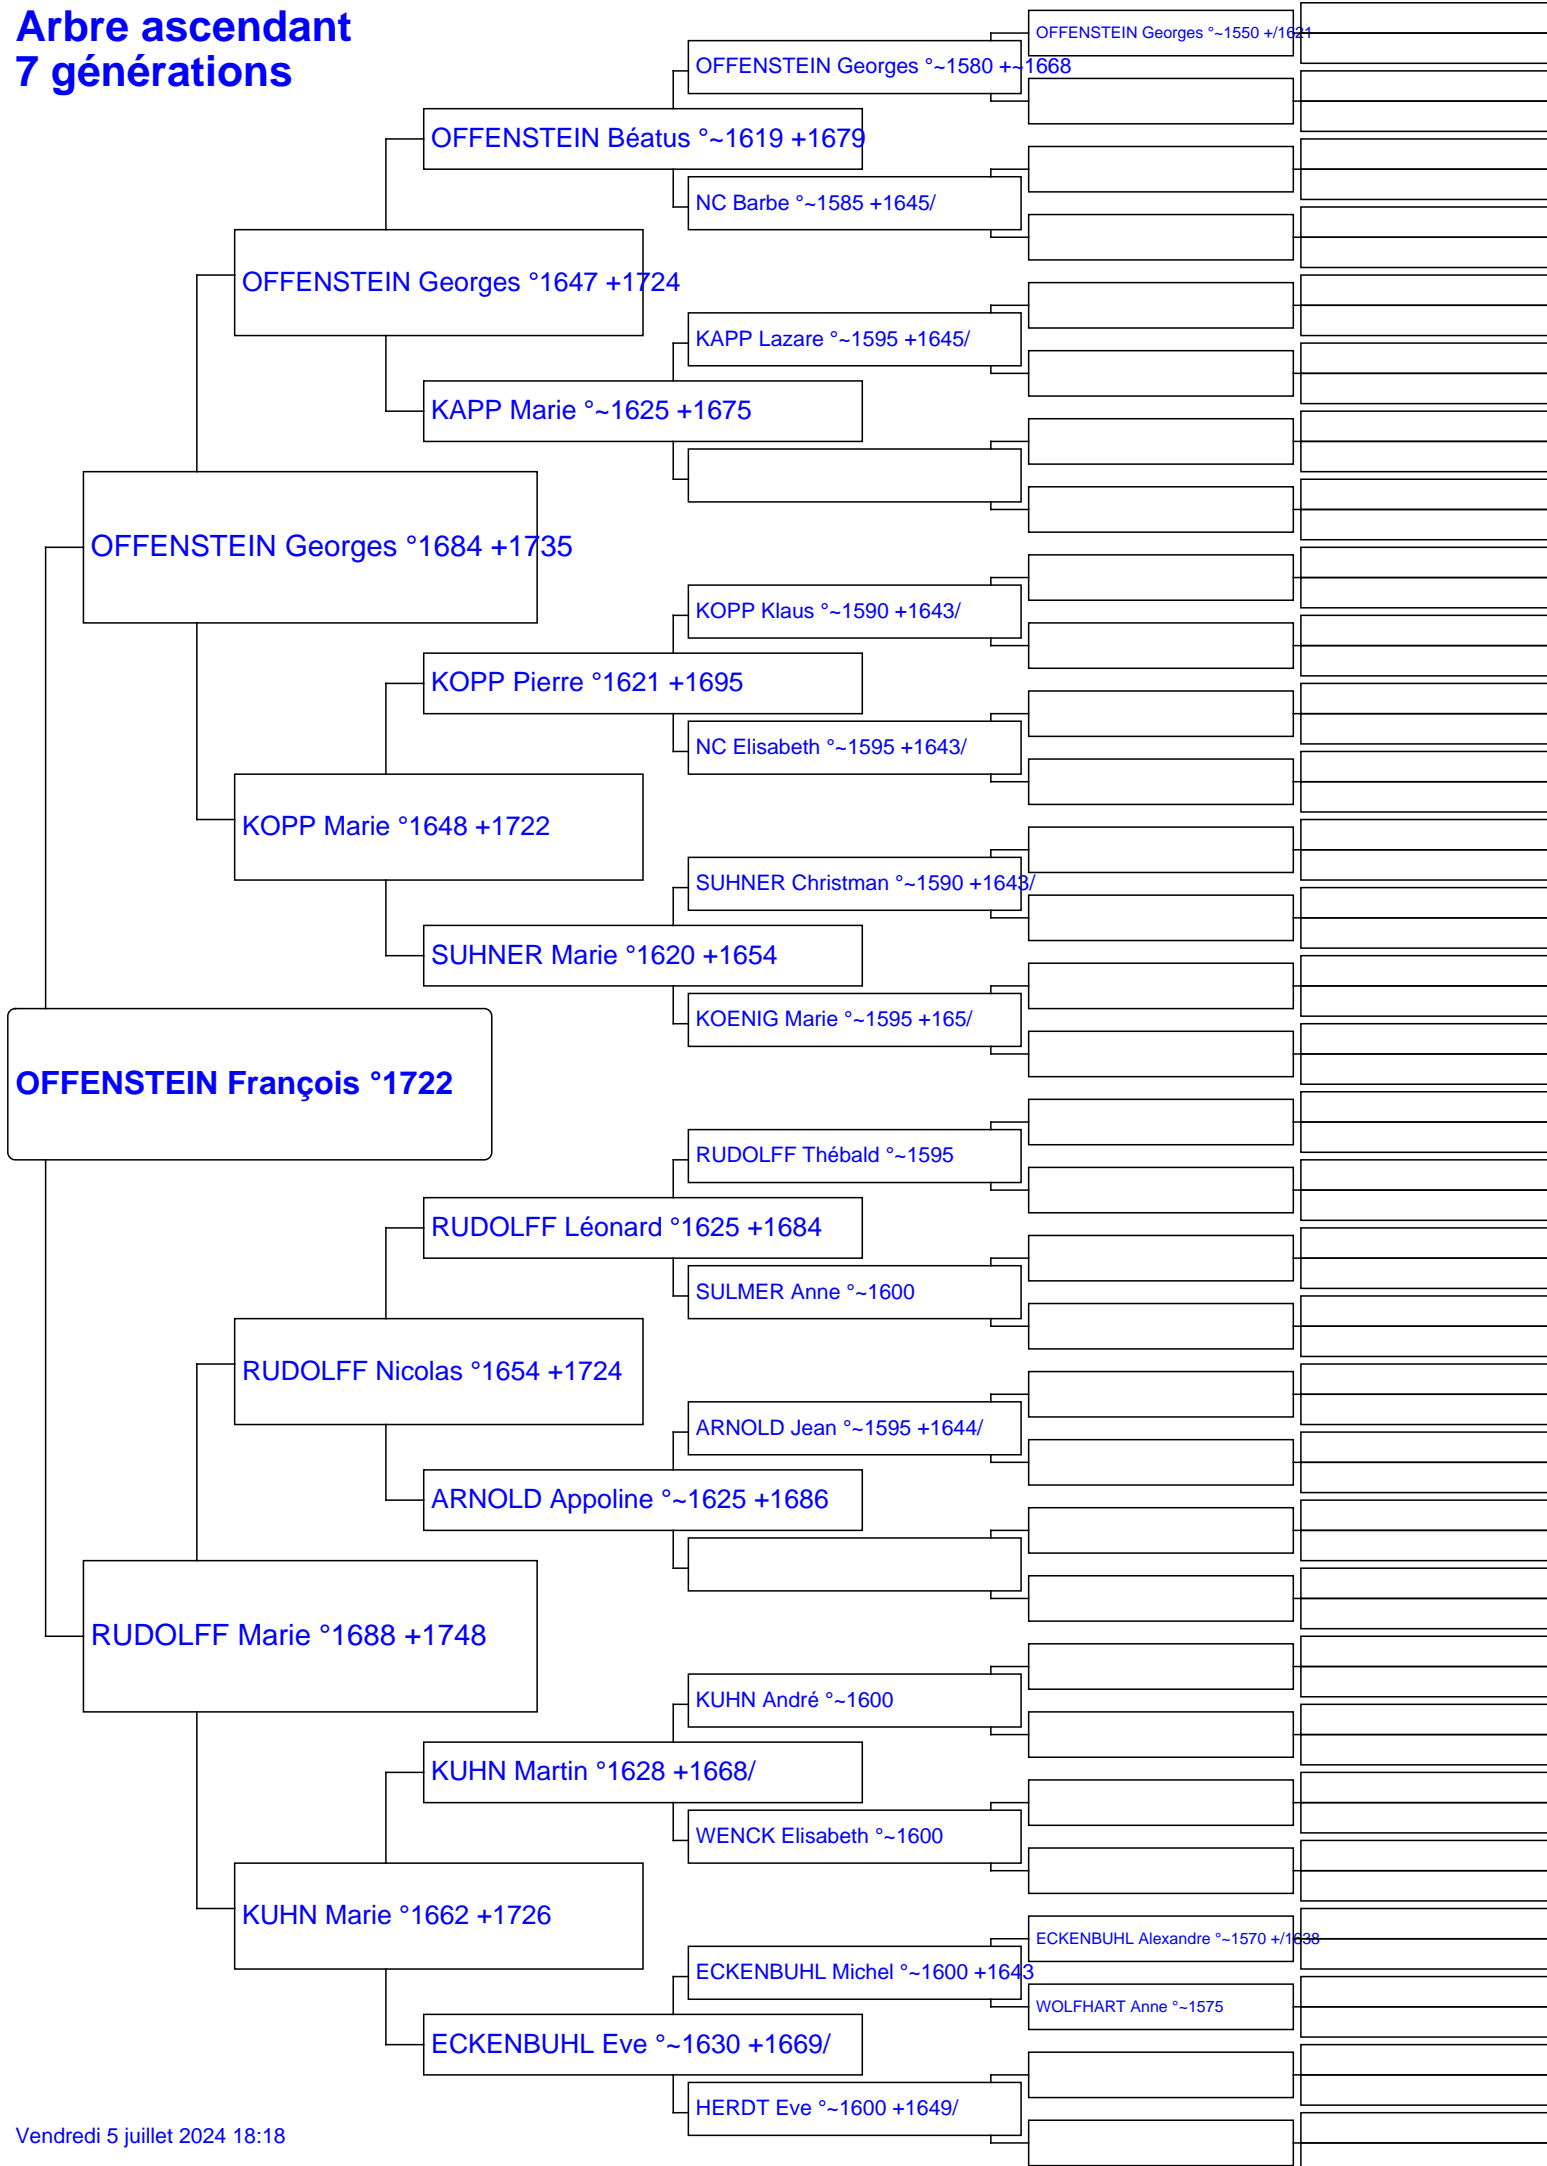 Arbre ascendant
7 générations
OFFENSTEIN Georges °~1550 +/1621
OFFENSTEIN Georges °~1580 +~1668
OFFENSTEIN Béatus °~1619 +1679
NC Barbe °~1585 +1645/
OFFENSTEIN Georges °1647 +1724
KAPP Lazare °~1595 +1645/
KAPP Marie °~1625 +1675
OFFENSTEIN Georges °1684 +1735
KOPP Klaus °~1590 +1643/
KOPP Pierre °1621 +1695
NC Elisabeth °~1595 +1643/
KOPP Marie °1648 +1722
SUHNER Christman °~1590 +1643/
SUHNER Marie °1620 +1654
KOENIG Marie °~1595 +165/
OFFENSTEIN François °1722
RUDOLFF Thébald °~1595
RUDOLFF Léonard °1625 +1684
SULMER Anne °~1600
RUDOLFF Nicolas °1654 +1724
ARNOLD Jean °~1595 +1644/
ARNOLD Appoline °~1625 +1686
RUDOLFF Marie °1688 +1748
KUHN André °~1600
KUHN Martin °1628 +1668/
WENCK Elisabeth °~1600
KUHN Marie °1662 +1726
ECKENBUHL Alexandre °~1570 +/1638
ECKENBUHL Michel °~1600 +1643
WOLFHART Anne °~1575
ECKENBUHL Eve °~1630 +1669/
HERDT Eve °~1600 +1649/
Vendredi 5 juillet 2024 18:18